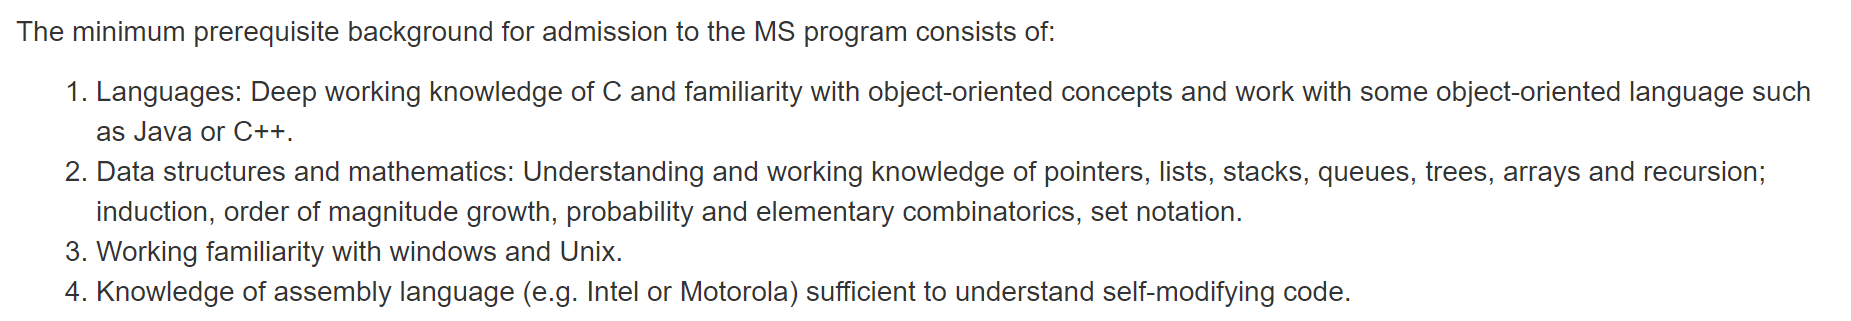 The minimum prerequisite background for admission to the MS program consists of:
1. Languages: Deep working knowledge of C and familiarity with object-oriented concepts and work with some object-oriented language such
as Java or C++.
2. Data structures and mathematics: Understanding and working knowledge of pointers, lists, stacks, queues, trees, arrays and recursion;
induction, order of magnitude growth, probability and elementary combinatorics, set notation.
3. Working familiarity with windows and Unix.
4. Knowledge of assembly language (e.g. Intel or Motorola) sufficient to understand self-modifying code.